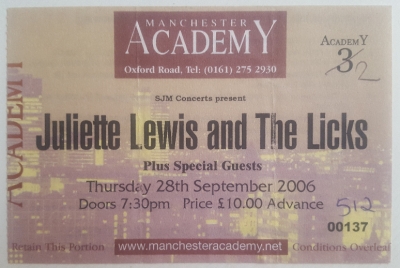 MANCHESTER
ACADEMY
Oxford Road, Tel: (0161) 275 2930
ACADEMY
3/2
SJM Concerts present
Juliette Lewis and The Licks
Plus Special Guests
Thursday 28th September 2006
Doors 7:30pm Price £10.00 Advance
512
00137
Retain This Portion
www.manchesteracademy.net
Conditions Overleaf
ACADEMY